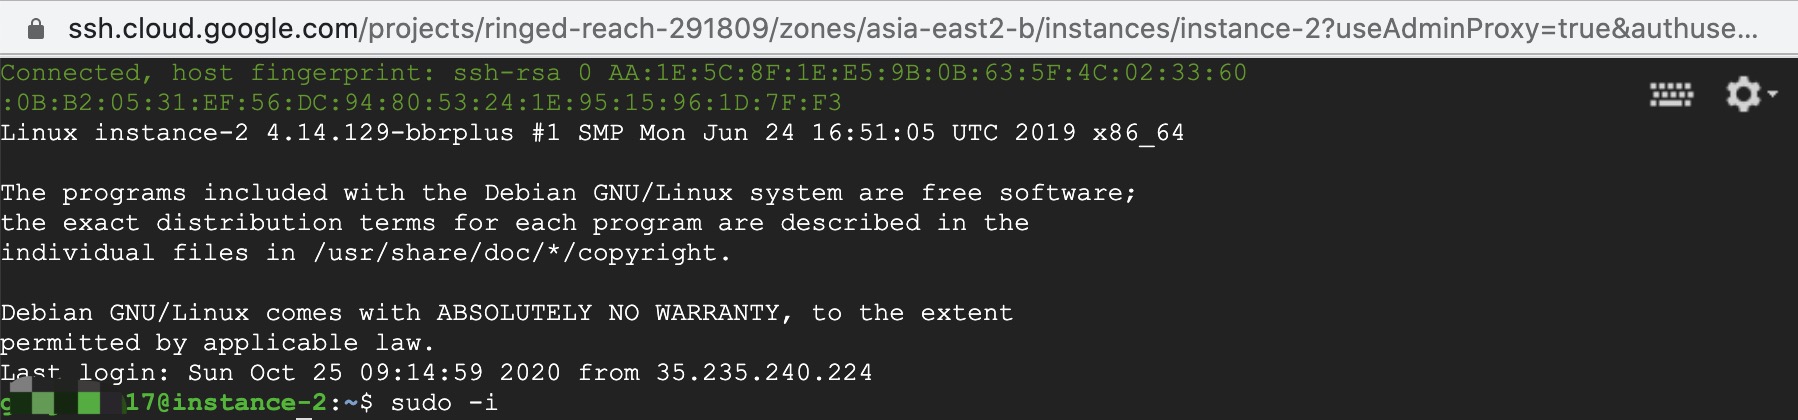 ssh.cloud.google.com/projects/ringed-reach-291809/zones/asia-east2-b/instances/instance-2?useAdminProxy=true&authuse...
Connected, host fingerprint: ssh-rsa 0 AA:1E:5C:8F:1E:E5:9B:0B:63:5F:4C:02:33:60
:0B:B2:05:31:EF:56:DC:94:80:53:24:1E:95:15:96:1D:7F:F3
Linux instance-2 4.14.129-bbrplus #1 SMP Mon Jun 24 16:51:05 UTC 2019 x86_64
The programs included with the Debian GNU/Linux system are free software;
the exact distribution terms for each program are described in the
individual files in /usr/share/doc/*/copyright.
Debian GNU/Linux comes with ABSOLUTELY NO WARRANTY, to the extent
permitted by applicable law.
Last login: Sun Oct 25 09:14:59 2020 from 35.235.240.224
17@instance-2:~$ sudo -i